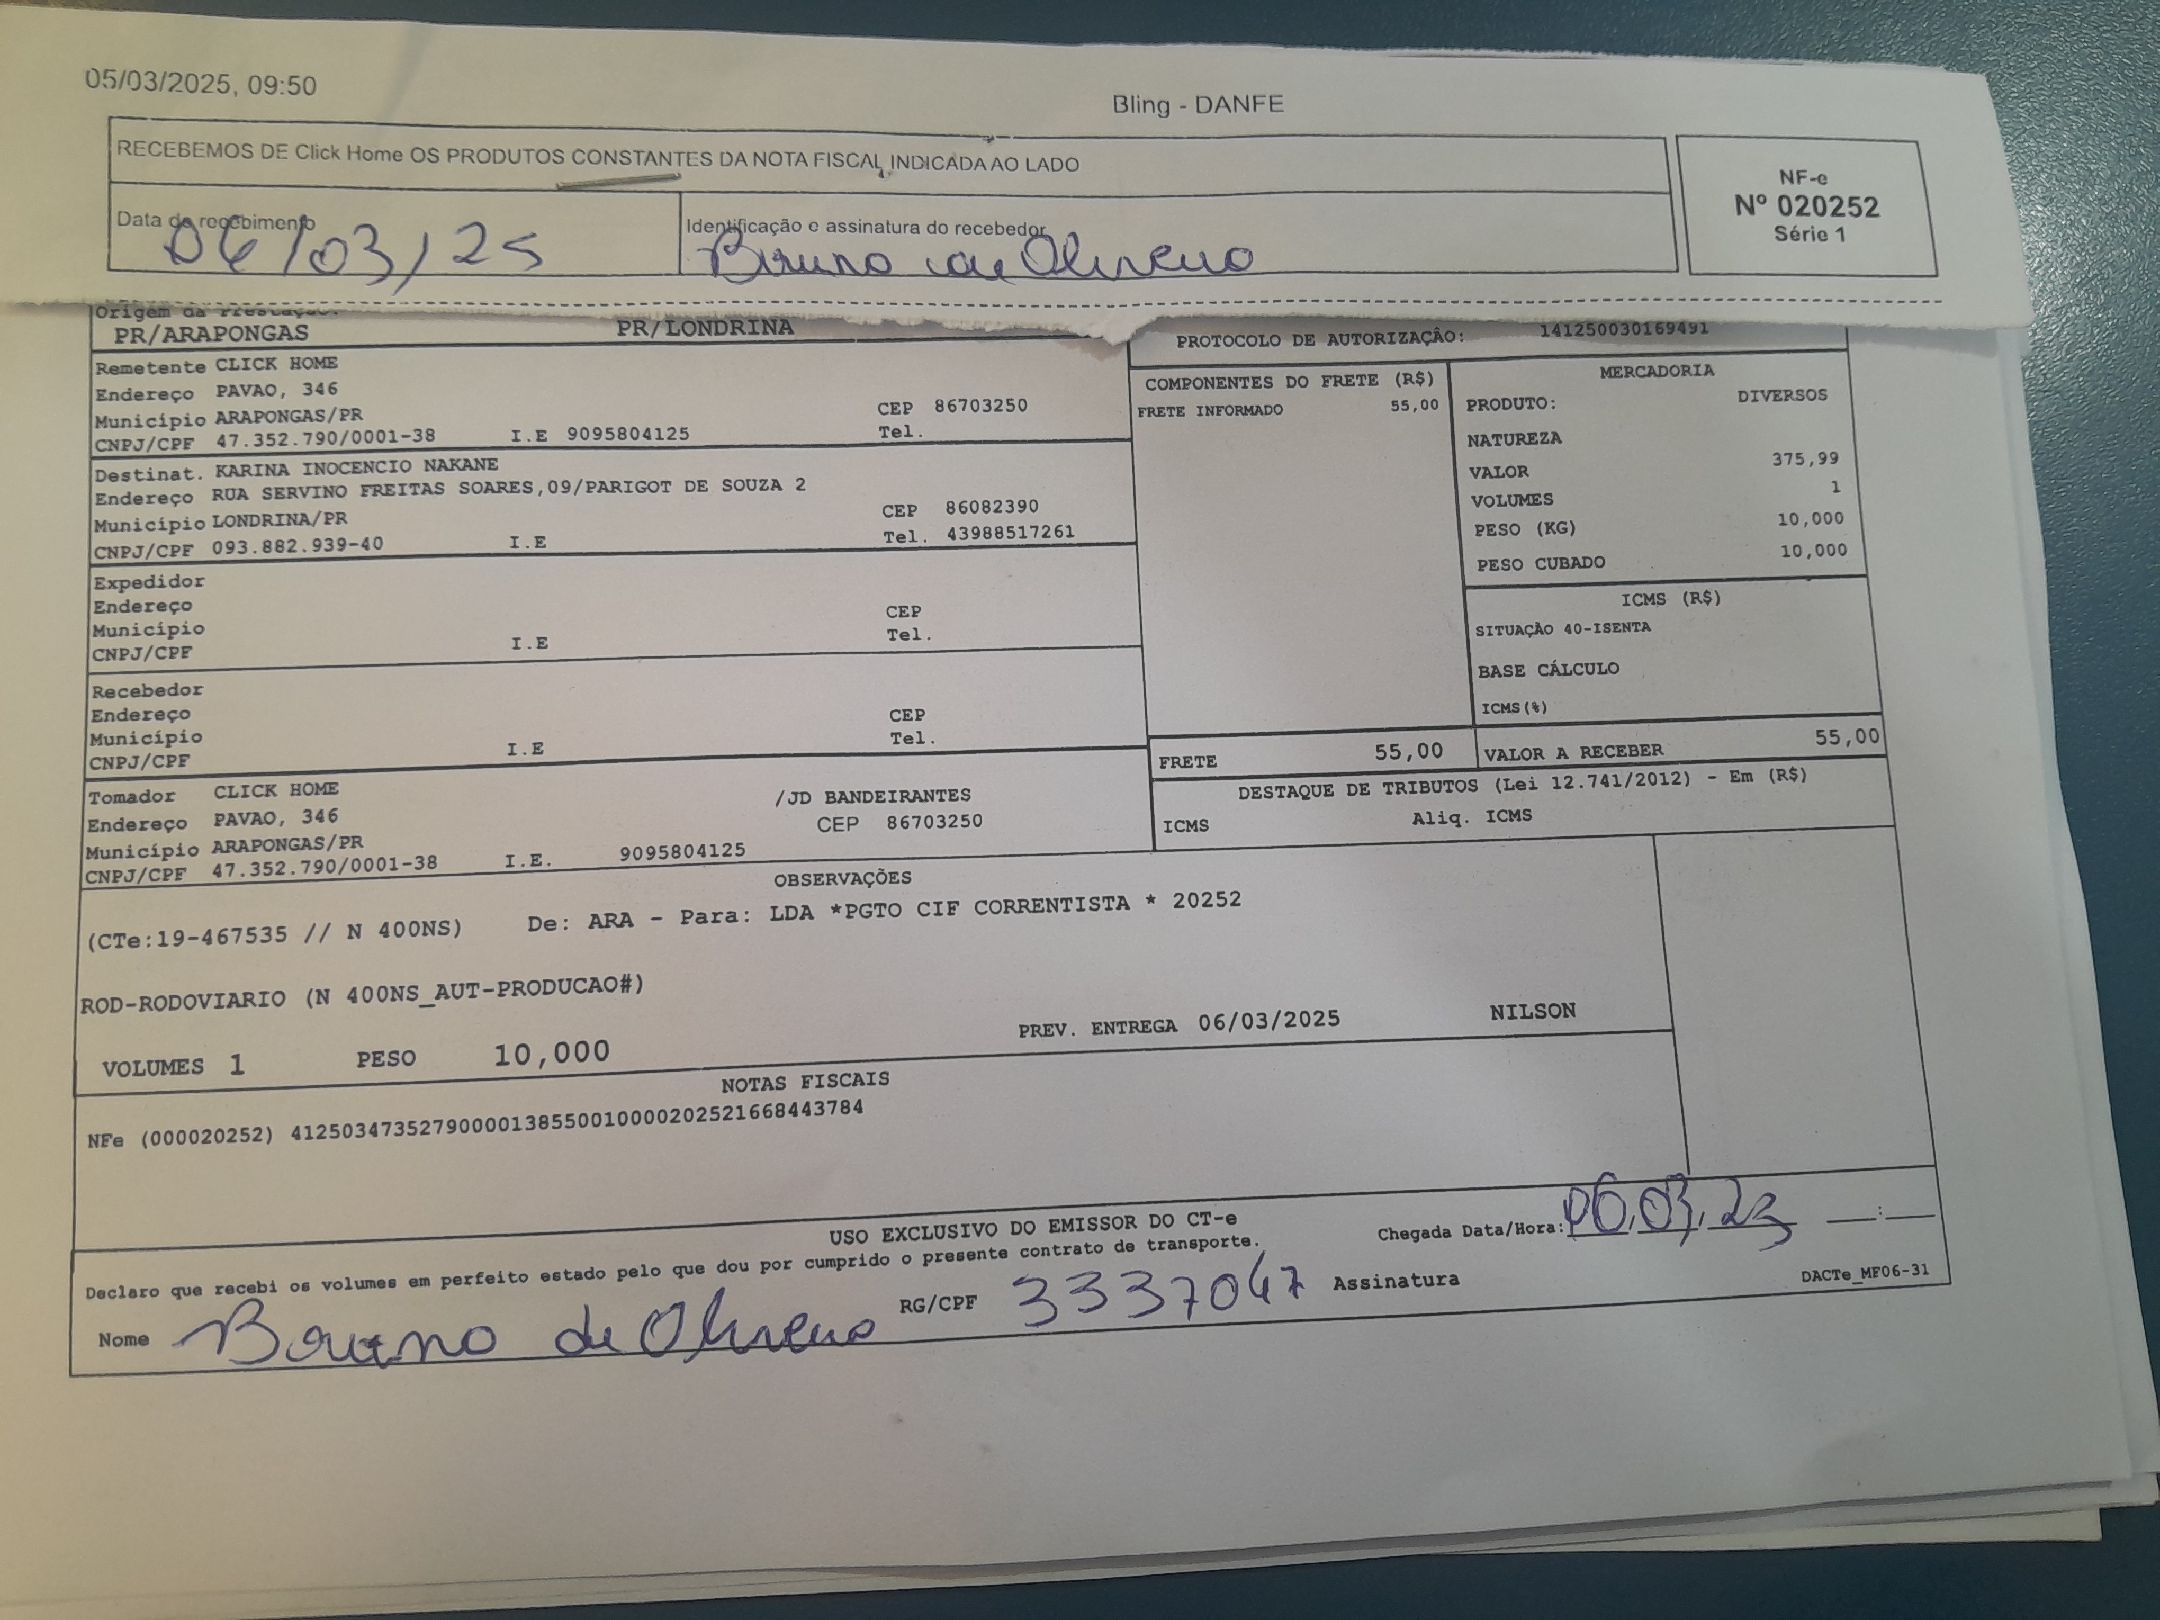 05/03/2025, 09:50
Bling - DANFE
RECEBEMOS DE Click Home OS PRODUTOS CONSTANTES DA NOTA FISCAL INDICADA AO LADO
Data do recebimento
06/03/25
Identificação e assinatura do recebedor
Bruno de Oliveira
NF-e
Nº 020252
Série 1
Origem da Prestação:
PR/ARAPONGAS PR/LONDRINA
PROTOCOLO DE AUTORIZAÇÃO: 141250030169491
Remetente CLICK HOME
Endereço PAVAO, 346
Município ARAPONGAS/PR CEP 86703250
CNPJ/CPF 47.352.790/0001-38 I.E 9095804125 Tel.
Destinat. KARINA INOCENCIO NAKANE
Endereço RUA SERVINO FREITAS SOARES,09/PARIGOT DE SOUZA 2
Município LONDRINA/PR CEP 86082390
CNPJ/CPF 093.882.939-40 I.E Tel. 43988517261
Expedidor
Endereço
Município CEP
CNPJ/CPF I.E Tel.
Recebedor
Endereço
Município CEP
CNPJ/CPF I.E Tel.
Tomador CLICK HOME /JD BANDEIRANTES
Endereço PAVAO, 346 CEP 86703250
Município ARAPONGAS/PR
CNPJ/CPF 47.352.790/0001-38 I.E. 9095804125
COMPONENTES DO FRETE (R$)
FRETE INFORMADO 55,00
MERCADORIA
PRODUTO: DIVERSOS
NATUREZA
VALOR 375,99
VOLUMES 1
PESO (KG) 10,000
PESO CUBADO 10,000
ICMS (R$)
SITUAÇÃO 40-ISENTA
BASE CÁLCULO
ICMS(%)
FRETE 55,00 VALOR A RECEBER 55,00
DESTAQUE DE TRIBUTOS (Lei 12.741/2012) - Em (R$)
ICMS Aliq. ICMS
OBSERVAÇÕES
(CTe:19-467535 // N 400NS) De: ARA - Para: LDA *PGTO CIF CORRENTISTA * 20252
ROD-RODOVIARIO (N 400NS_AUT-PRODUCAO#)
PREV. ENTREGA 06/03/2025 NILSON
VOLUMES 1 PESO 10,000
NOTAS FISCAIS
NFe (000020252) 41250347352790000138550010000202521668443784
USO EXCLUSIVO DO EMISSOR DO CT-e
Declaro que recebi os volumes em perfeito estado pelo que dou por cumprido o presente contrato de transporte.
Chegada Data/Hora: 06.03.25 __:__
Nome Bruno de Oliveira RG/CPF 3337047 Assinatura
DACTe_MF06-31